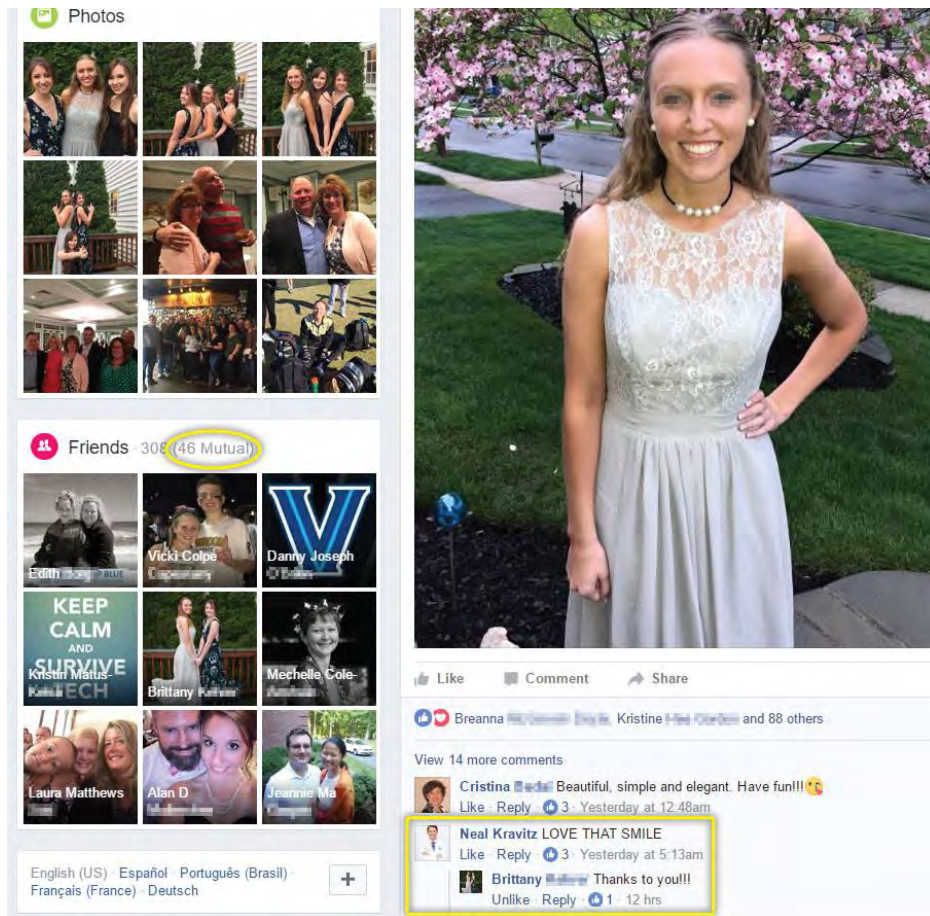 Photos
Friends · 308 (46 Mutual)
Edith
BLUE
Vicki Colpe
V
Danny Joseph
KEEP
CALM
AND
SURVIVE
TECH
Kristin Matus-
Brittany
Mechelle Cole-
Laura Matthews
Alan D
Jeannie Ma
English (US) · Español · Português (Brasil) ·
Français (France) · Deutsch
+
Like Comment Share
Breanna Kristine and 88 others
View 14 more comments
Cristina Beautiful, simple and elegant. Have fun!!!😘
Like · Reply · 3 · Yesterday at 12:48am
Neal Kravitz LOVE THAT SMILE
Like · Reply · 3 · Yesterday at 5:13am
Brittany Thanks to you!!!
Unlike · Reply · 1 · 12 hrs